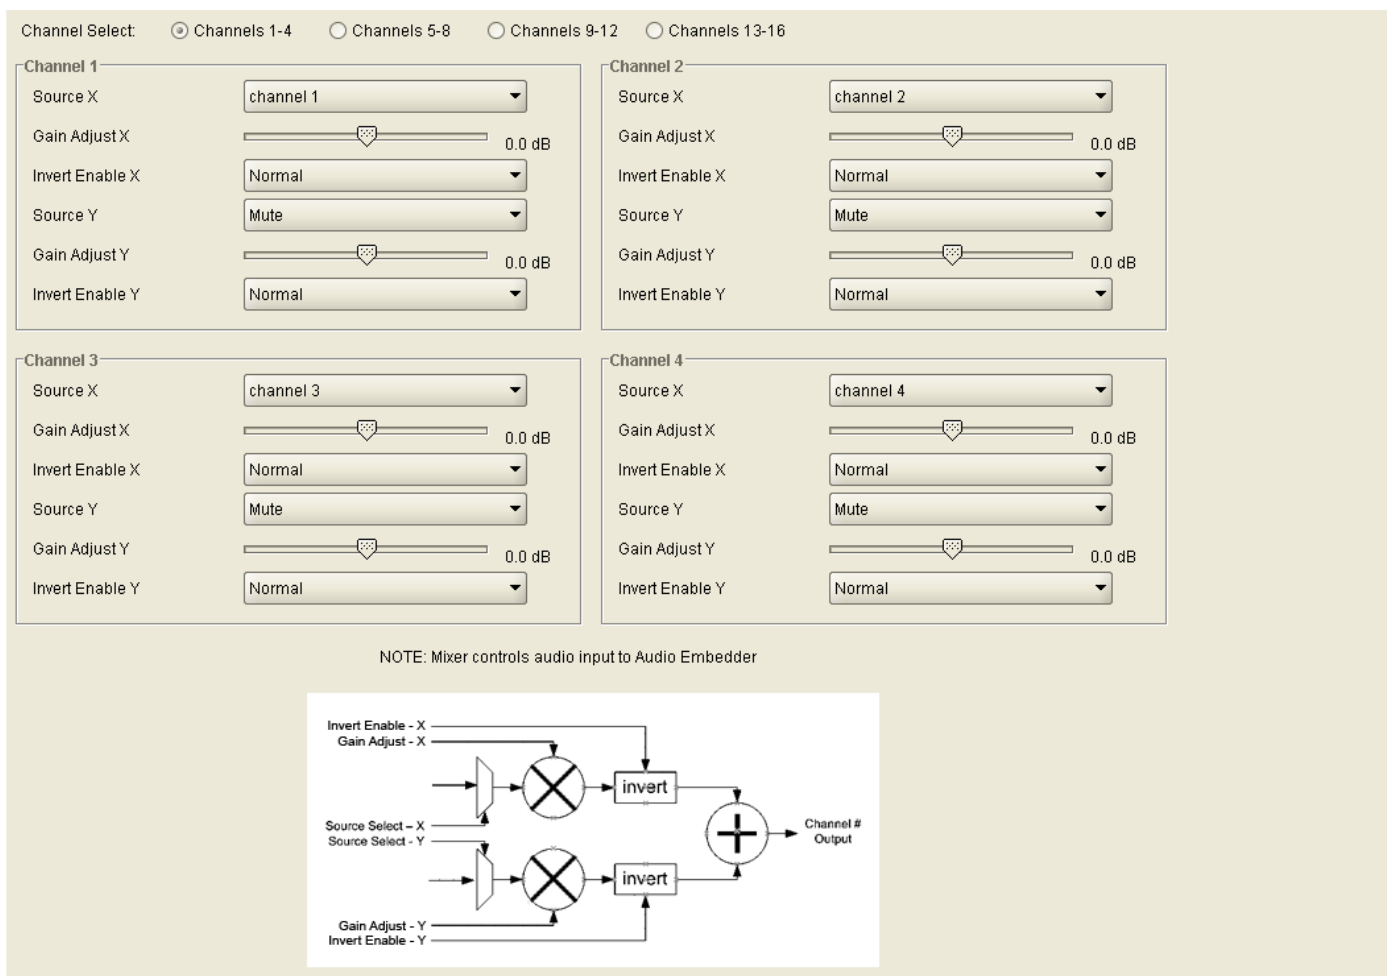 Channel Select: Channels 1-4 Channels 5-8 Channels 9-12 Channels 13-16
Channel 1
Source X channel 1
Gain Adjust X 0.0 dB
Invert Enable X Normal
Source Y Mute
Gain Adjust Y 0.0 dB
Invert Enable Y Normal
Channel 2
Source X channel 2
Gain Adjust X 0.0 dB
Invert Enable X Normal
Source Y Mute
Gain Adjust Y 0.0 dB
Invert Enable Y Normal
Channel 3
Source X channel 3
Gain Adjust X 0.0 dB
Invert Enable X Normal
Source Y Mute
Gain Adjust Y 0.0 dB
Invert Enable Y Normal
Channel 4
Source X channel 4
Gain Adjust X 0.0 dB
Invert Enable X Normal
Source Y Mute
Gain Adjust Y 0.0 dB
Invert Enable Y Normal
NOTE: Mixer controls audio input to Audio Embedder
Invert Enable - X
Gain Adjust - X
invert
Source Select – X
Source Select - Y
Channel #
Output
invert
Gain Adjust - Y
Invert Enable - Y